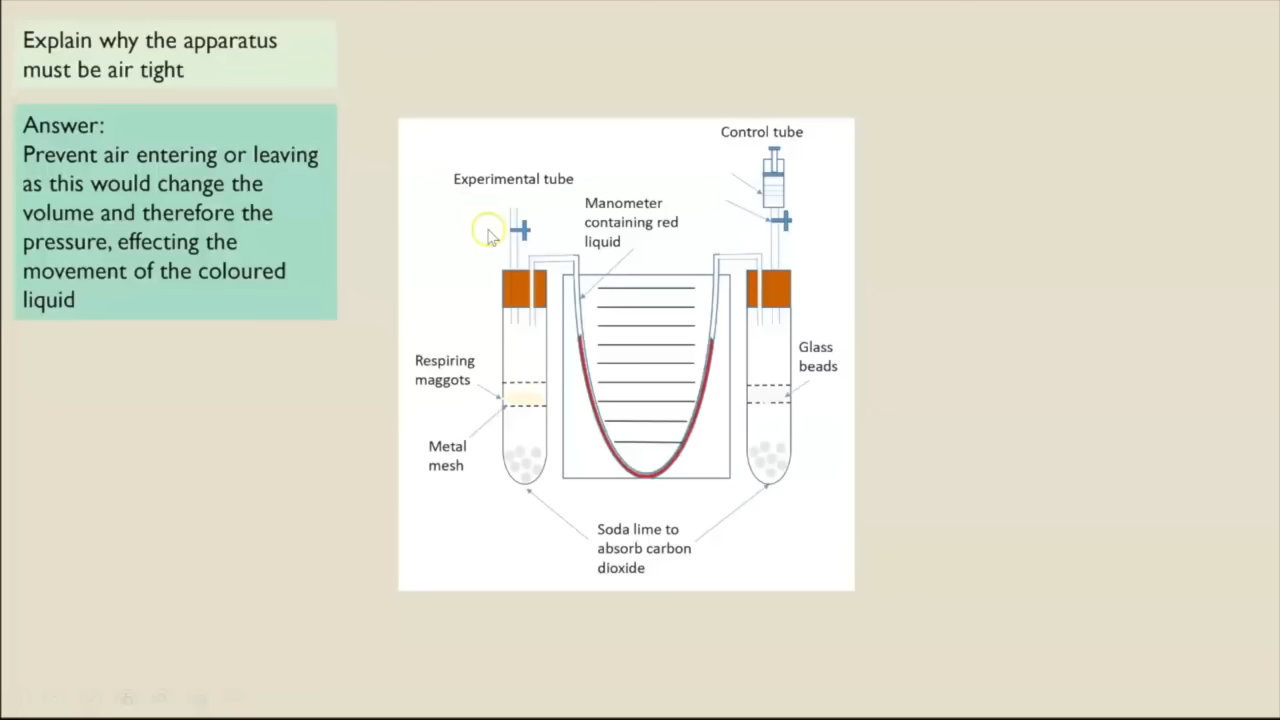 Explain why the apparatus
must be air tight
Answer:
Prevent air entering or leaving
as this would change the
volume and therefore the
pressure, effecting the
movement of the coloured
liquid
Control tube
Experimental tube
Manometer
containing red
liquid
Respiring
maggots
Glass
beads
Metal
mesh
Soda lime to
absorb carbon
dioxide